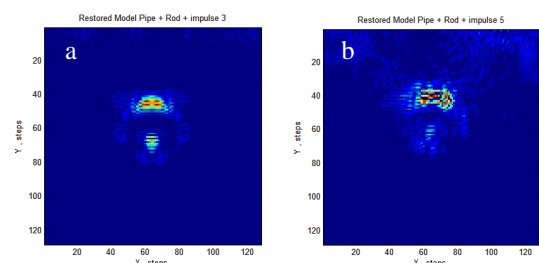 Restored Model Pipe + Rod + impulse 3
a
20
40
60
80
100
120
Y , steps
20 40 60 80 100 120
steps
Restored Model Pipe + Rod + impulse 5
b
20
40
60
80
100
120
Y , steps
20 40 60 80 100 120
steps